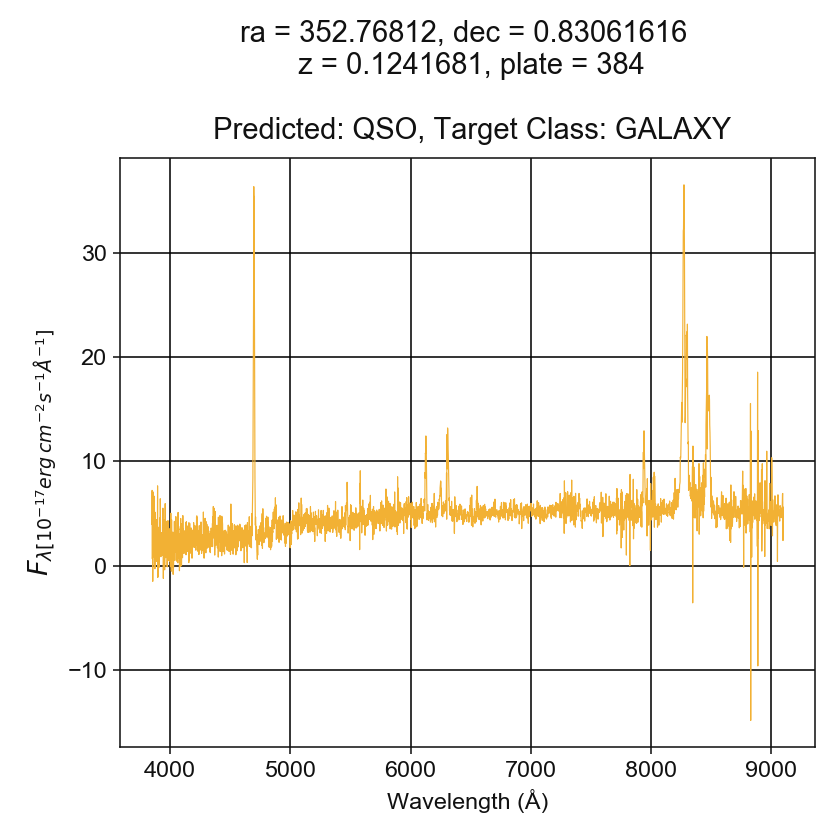 ra = 352.76812, dec = 0.83061616
z = 0.1241681, plate = 384
Predicted: QSO, Target Class: GALAXY
30
20
10
0
−10
F_{λ[10^{−17} erg cm^{−2} s^{−1} Å^{−1}]}
4000 5000 6000 7000 8000 9000
Wavelength (Å)